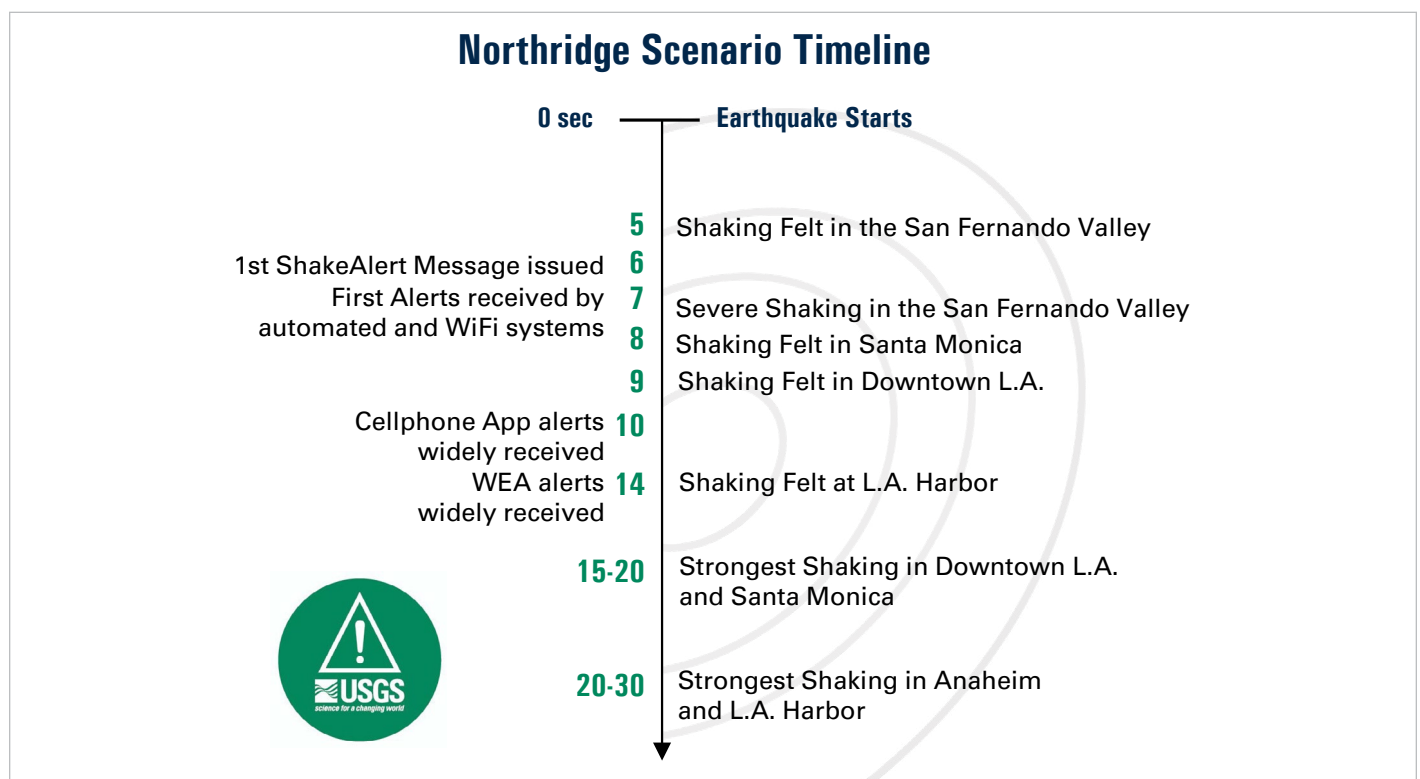 Northridge Scenario Timeline
0 sec Earthquake Starts
5 Shaking Felt in the San Fernando Valley
1st ShakeAlert Message issued 6
First Alerts received by 7
automated and WiFi systems
Severe Shaking in the San Fernando Valley
8 Shaking Felt in Santa Monica
9 Shaking Felt in Downtown L.A.
Cellphone App alerts 10
widely received
WEA alerts 14 Shaking Felt at L.A. Harbor
widely received
15-20 Strongest Shaking in Downtown L.A.
and Santa Monica
20-30 Strongest Shaking in Anaheim
and L.A. Harbor
USGS
science for a changing world